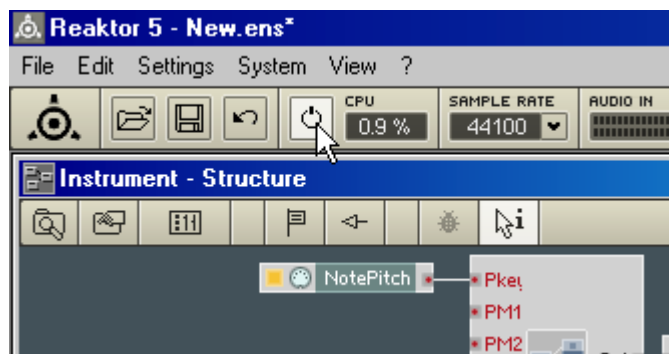 Reaktor 5 - New.ens*
File Edit Settings System View ?
CPU
SAMPLE RATE
AUDIO IN
0.9 %
44100
Instrument - Structure
i
NotePitch
Pkey
PM1
PM2